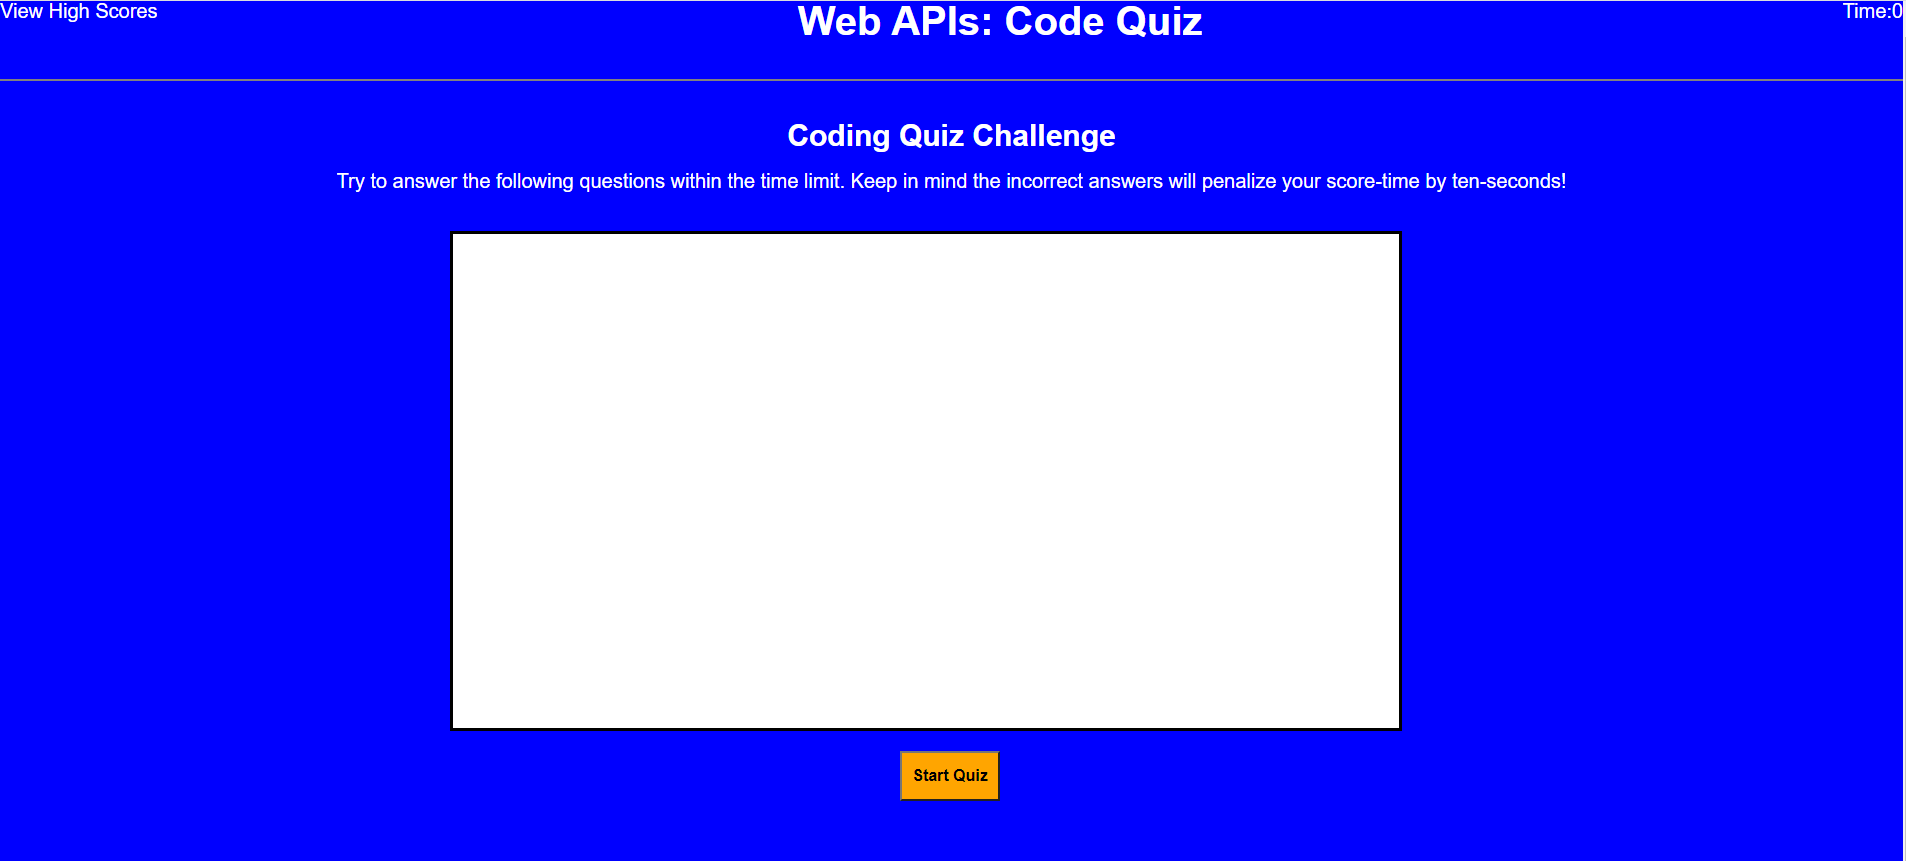 View High Scores
Web APIs: Code Quiz
Time:0
Coding Quiz Challenge
Try to answer the following questions within the time limit. Keep in mind the incorrect answers will penalize your score-time by ten-seconds!
Start Quiz